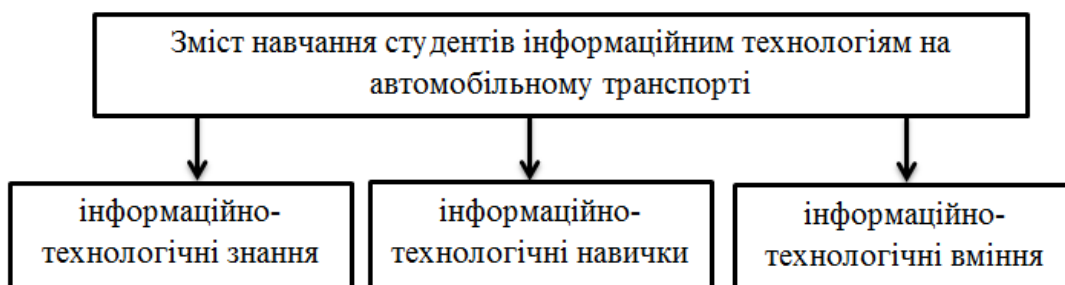 Зміст навчання студентів інформаційним технологіям на
автомобільному транспорті
інформаційно-
технологічні знання
інформаційно-
технологічні навички
інформаційно-
технологічні вміння